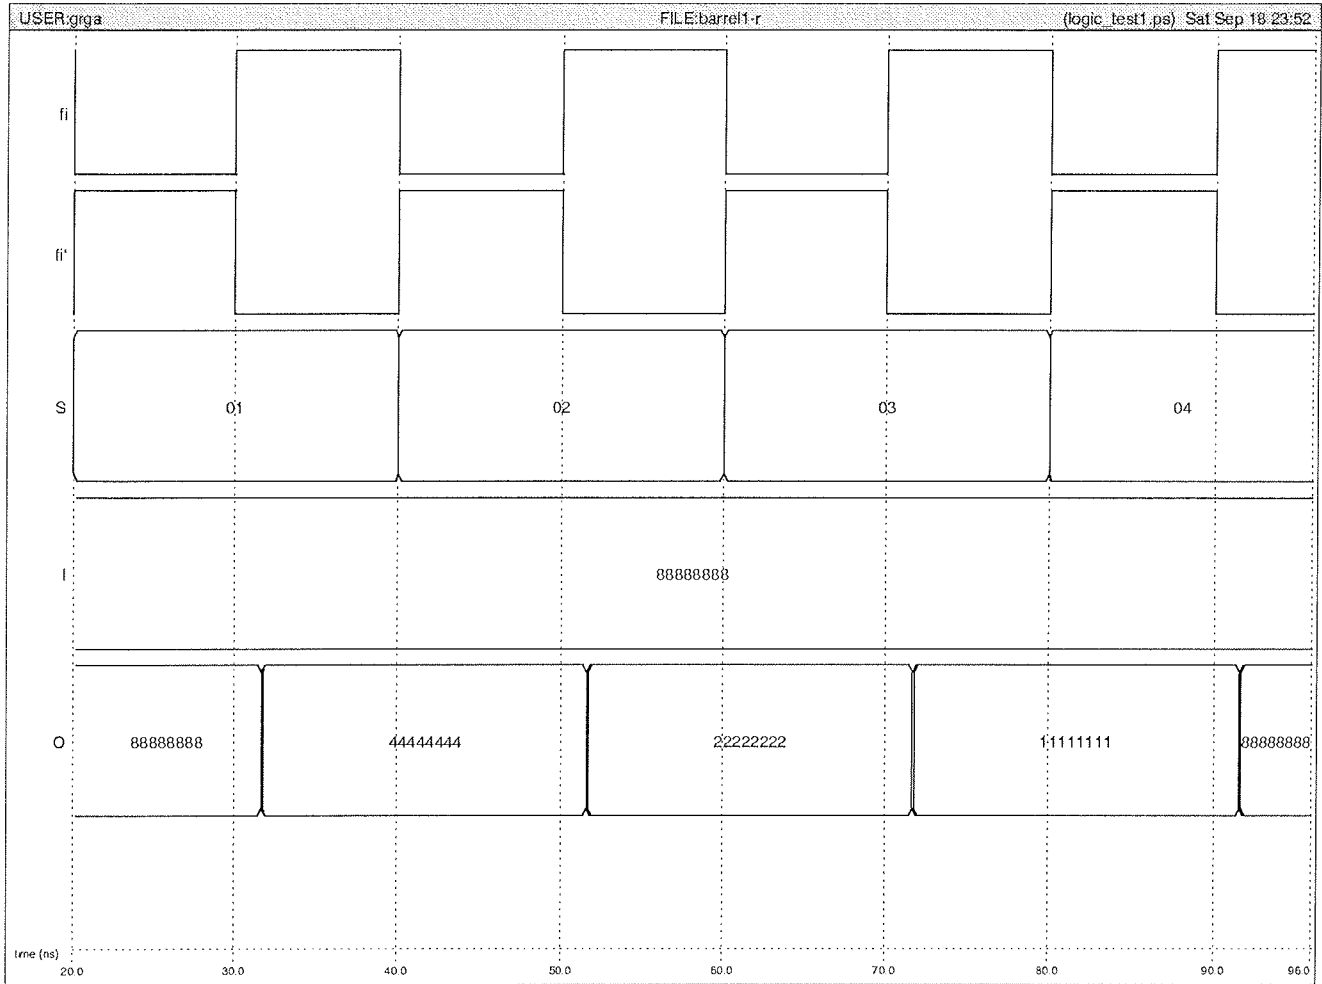 USER:grga FILE:barrel1-r (logic_test1.ps) Sat Sep 18 23:52
fi
fi*
S 01 02 03 04
I 88888888
O 88888888 44444444 22222222 11111111 88888888
time (ns)
20.0 30.0 40.0 50.0 60.0 70.0 80.0 90.0 96.0